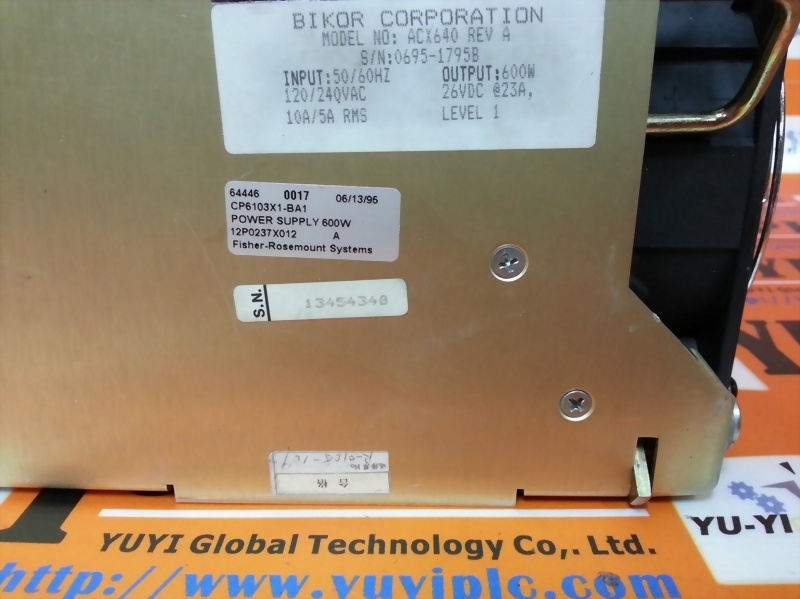 BIKOR CORPORATION
MODEL NO: ACX640 REV A
S/N:0695-1795B
INPUT:50/60HZ OUTPUT:600W
120/240VAC 26VDC @23A,
10A/5A RMS LEVEL 1
64446 0017 06/13/95
CP6103X1-BA1
POWER SUPPLY 600W
12P0237X012 A
Fisher-Rosemount Systems
S.N. 13454348
合格
YUYI Global Technology Co,. Ltd.
http://www.yuyiplc.com
YU-YI